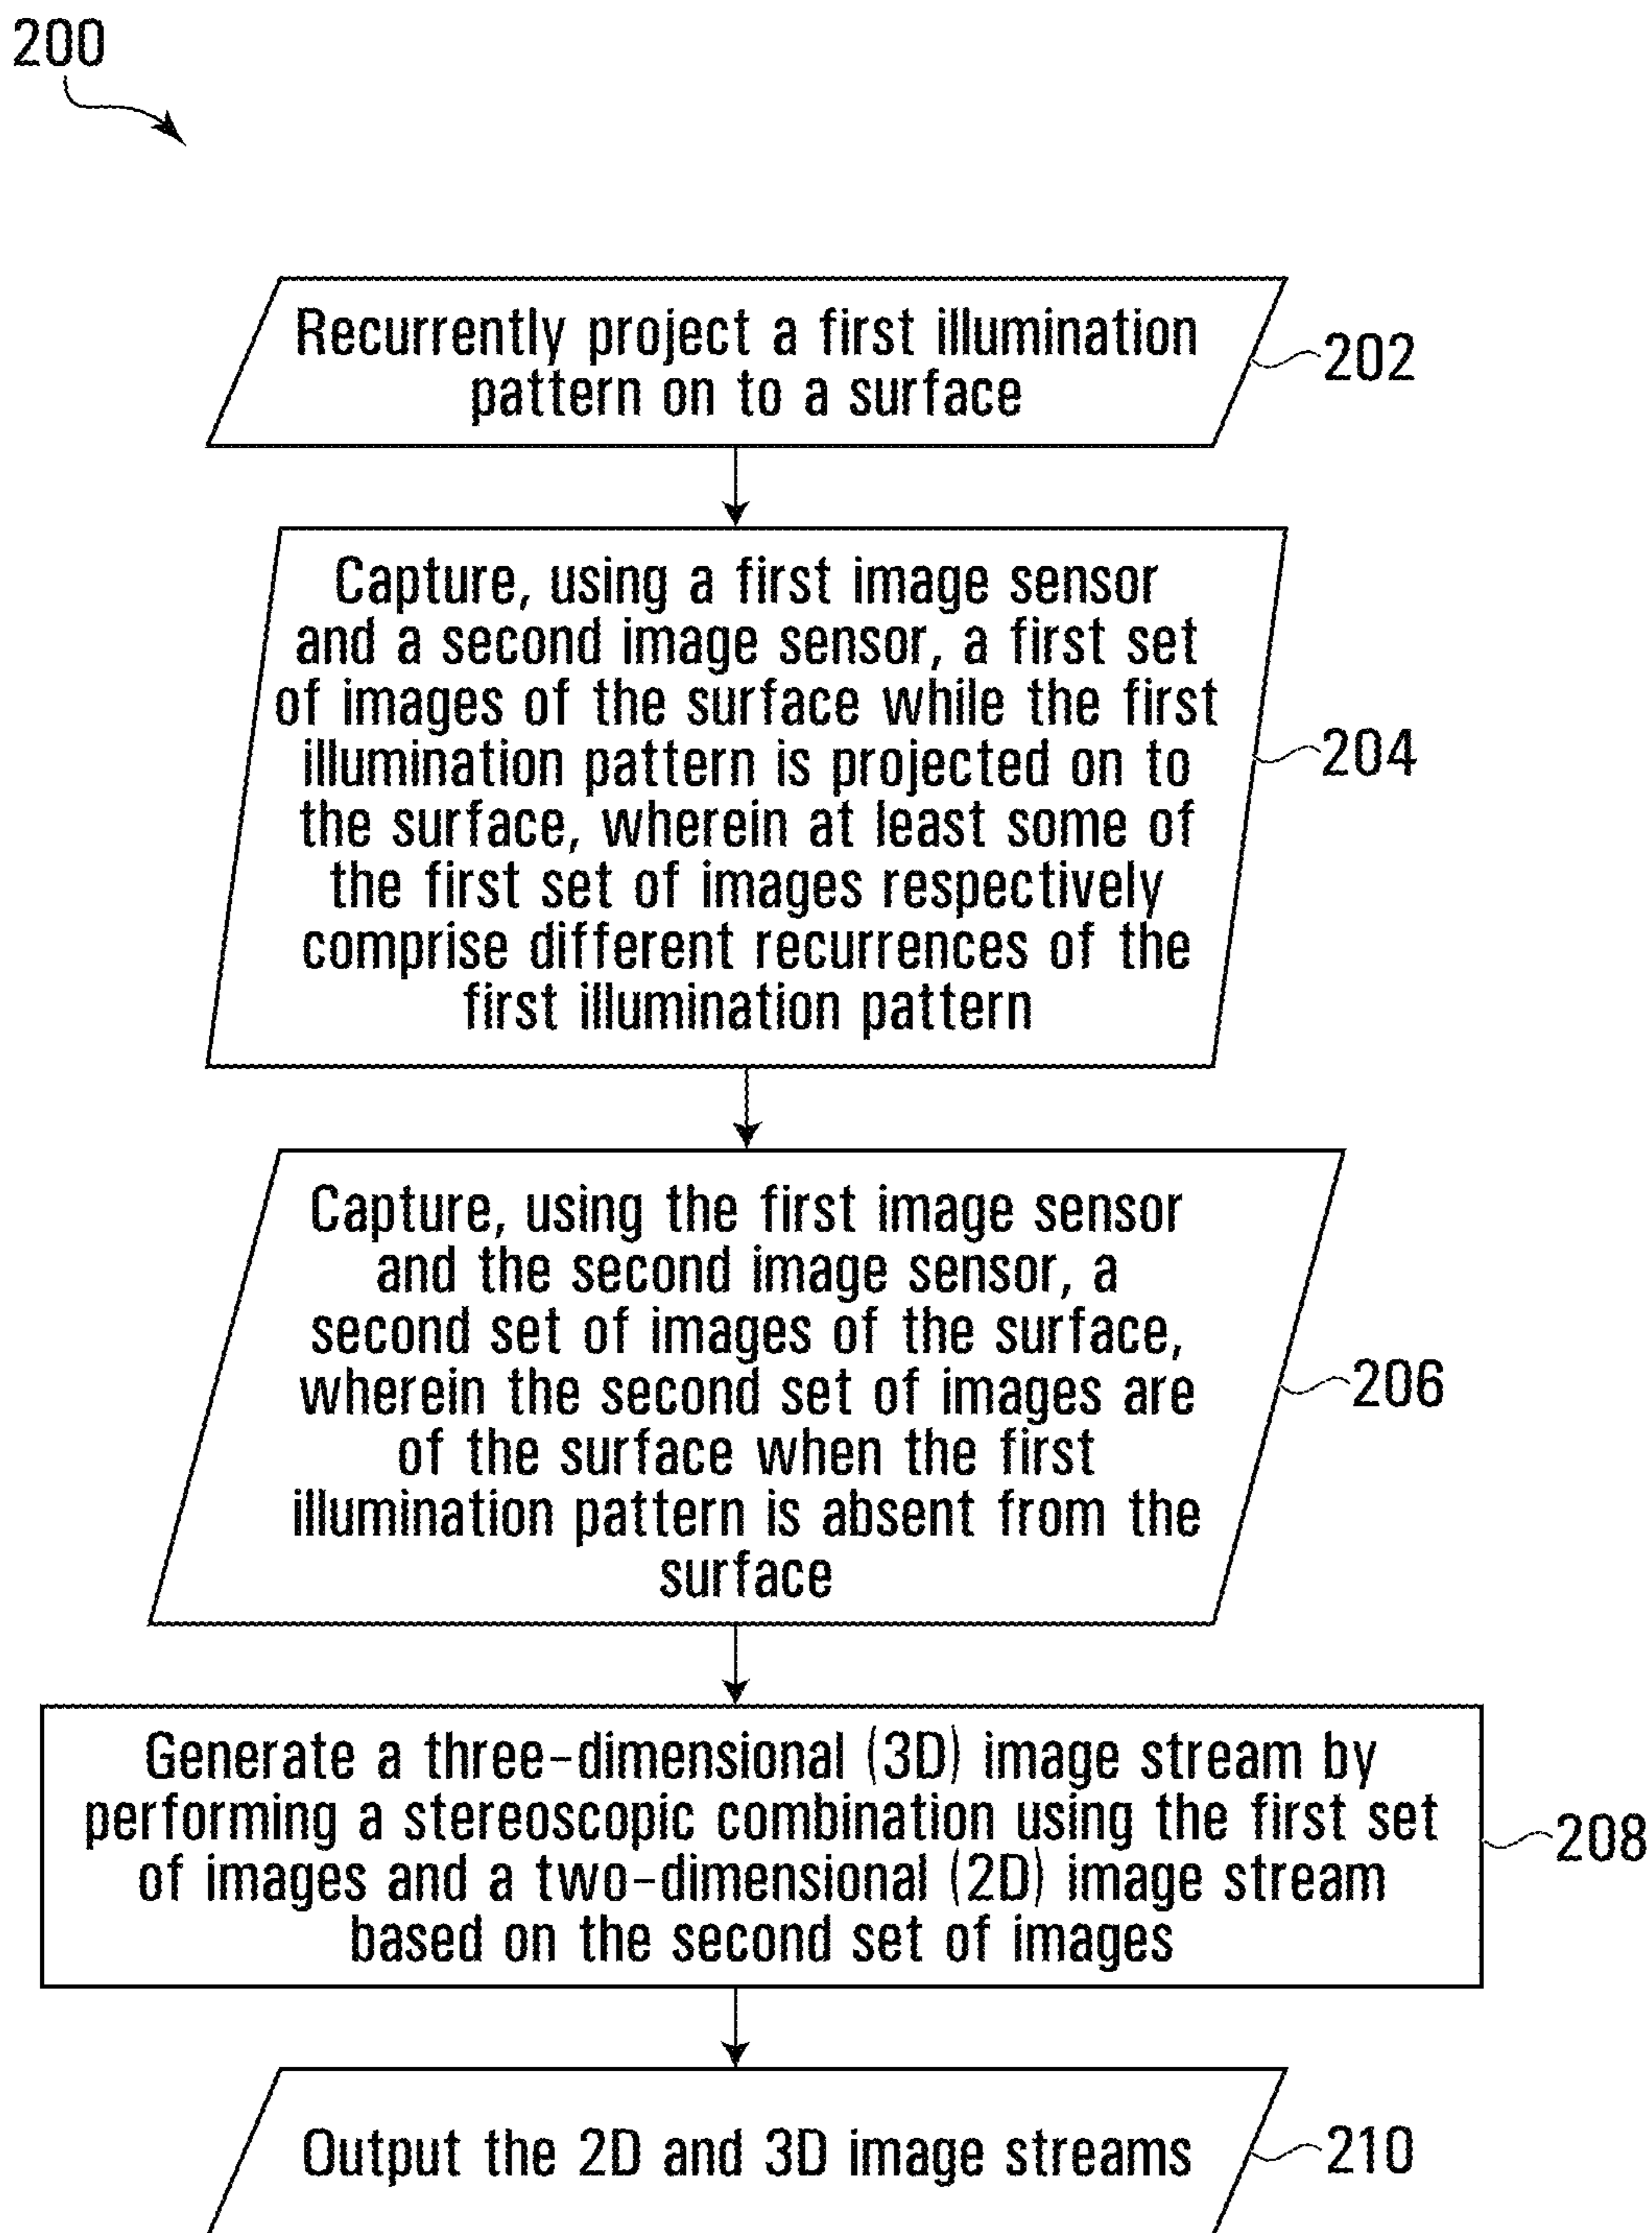 200
Recurrently project a first illumination
pattern on to a surface
202
Capture, using a first image sensor
and a second image sensor, a first set
of images of the surface while the first
illumination pattern is projected on to
the surface, wherein at least some of
the first set of images respectively
comprise different recurrences of the
first illumination pattern
204
Capture, using the first image sensor
and the second image sensor, a
second set of images of the surface,
wherein the second set of images are
of the surface when the first
illumination pattern is absent from the
surface
206
Generate a three-dimensional (3D) image stream by
performing a stereoscopic combination using the first set
of images and a two-dimensional (2D) image stream
based on the second set of images
208
Output the 2D and 3D image streams
210